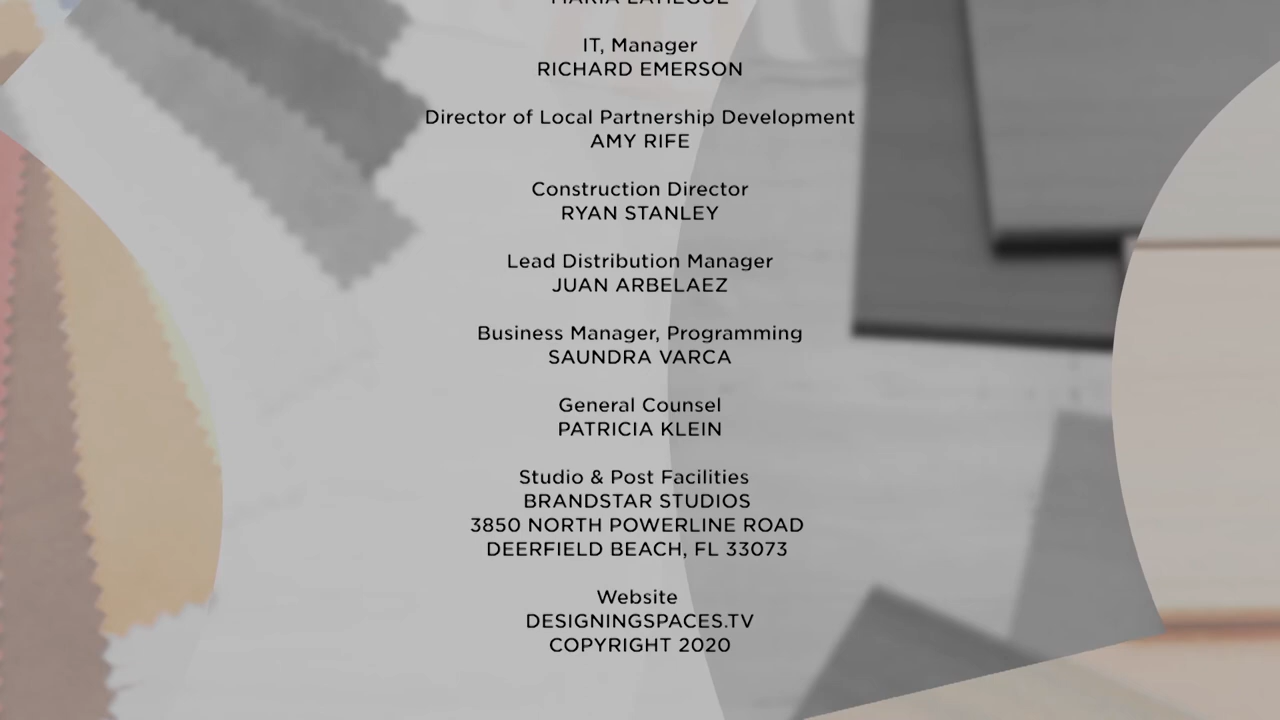 IT, Manager
RICHARD EMERSON
Director of Local Partnership Development
AMY RIFE
Construction Director
RYAN STANLEY
Lead Distribution Manager
JUAN ARBELAEZ
Business Manager, Programming
SAUNDRA VARCA
General Counsel
PATRICIA KLEIN
Studio & Post Facilities
BRANDSTAR STUDIOS
3850 NORTH POWERLINE ROAD
DEERFIELD BEACH, FL 33073
Website
DESIGNINGSPACES.TV
COPYRIGHT 2020